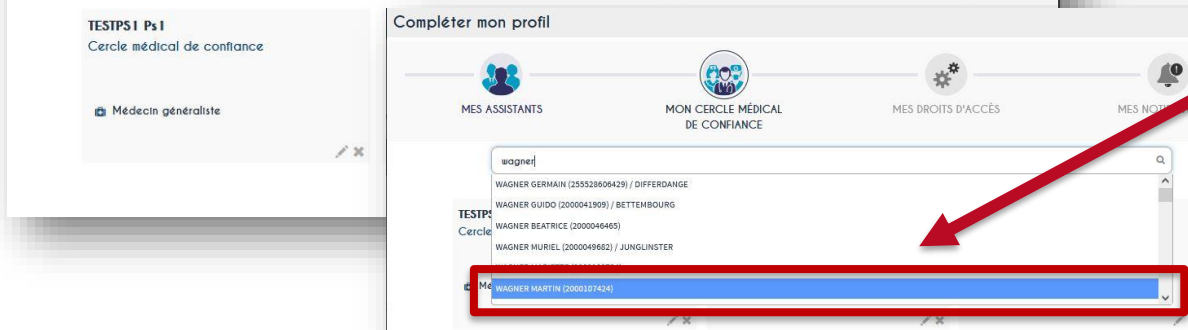 TESTPS1 Ps1
Cercle médical de confiance
Médecin généraliste
Compléter mon profil
MES ASSISTANTS
MON CERCLE MÉDICAL
DE CONFIANCE
MES DROITS D'ACCÈS
MES
wagner
WAGNER GERMAIN (255528606429) / DIFFERDANGE
WAGNER GUIDO (2000041909) / BETTEMBOURG
WAGNER BEATRICE (2000046465)
WAGNER MURIEL (2000049682) / JUNGLINSTER
WAGNER MARTIN (2000107424)
TESTPS
Cercle
Me